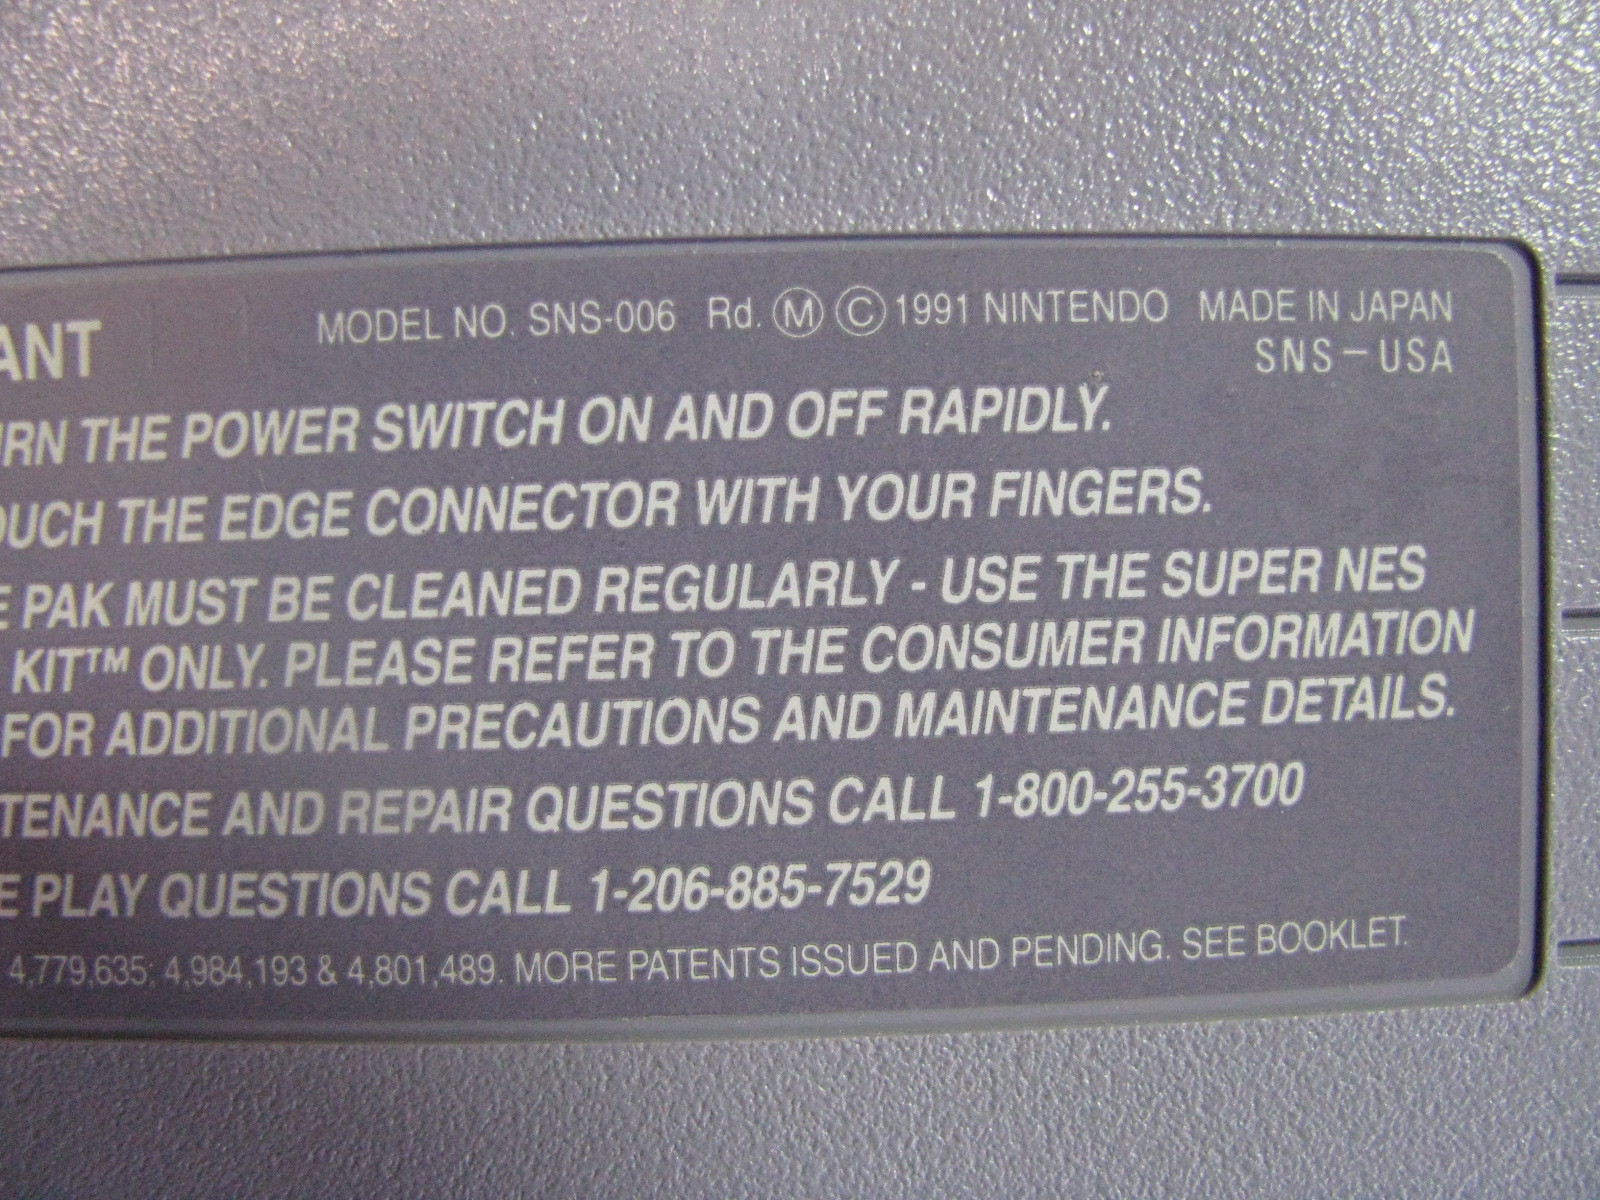 ANT MODEL NO. SNS-006 Rd. Ⓜ Ⓒ 1991 NINTENDO MADE IN JAPAN
SNS-USA
URN THE POWER SWITCH ON AND OFF RAPIDLY.
OUCH THE EDGE CONNECTOR WITH YOUR FINGERS.
E PAK MUST BE CLEANED REGULARLY - USE THE SUPER NES
KIT™ ONLY. PLEASE REFER TO THE CONSUMER INFORMATION
FOR ADDITIONAL PRECAUTIONS AND MAINTENANCE DETAILS.
TENANCE AND REPAIR QUESTIONS CALL 1-800-255-3700
E PLAY QUESTIONS CALL 1-206-885-7529
4,779,635; 4,984,193 & 4,801,489. MORE PATENTS ISSUED AND PENDING. SEE BOOKLET.